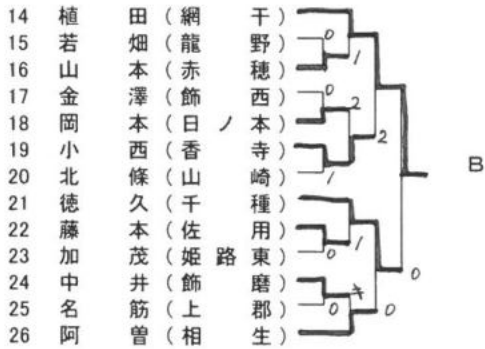 14 植田(網干)
15 若畑(龍野)
16 山本(赤穂)
17 金澤(飾西)
18 岡本(日ノ本)
19 小西(香寺)
20 北條(山崎)
21 徳久(千種)
22 藤本(佐用)
23 加茂(姫路東)
24 中井(飾磨)
25 名筋(上郡)
26 阿曽(相生)
0
1
0
2
2
1
B
1
0
0
0
0